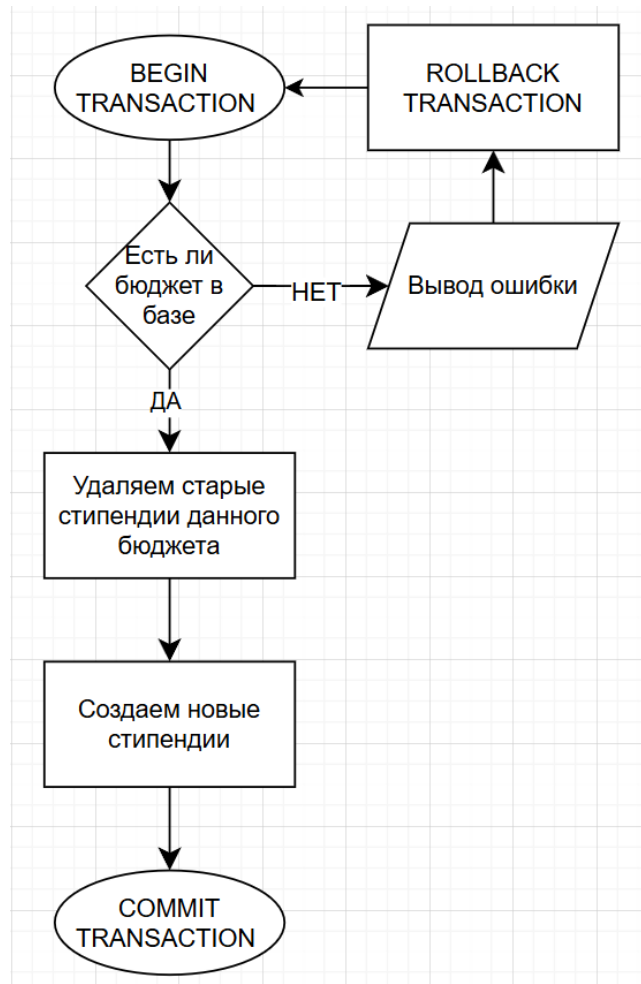 BEGIN
TRANSACTION
ROLLBACK
TRANSACTION
Есть ли
бюджет в
базе
НЕТ
Вывод ошибки
ДА
Удаляем старые
стипендии данного
бюджета
Создаем новые
стипендии
COMMIT
TRANSACTION